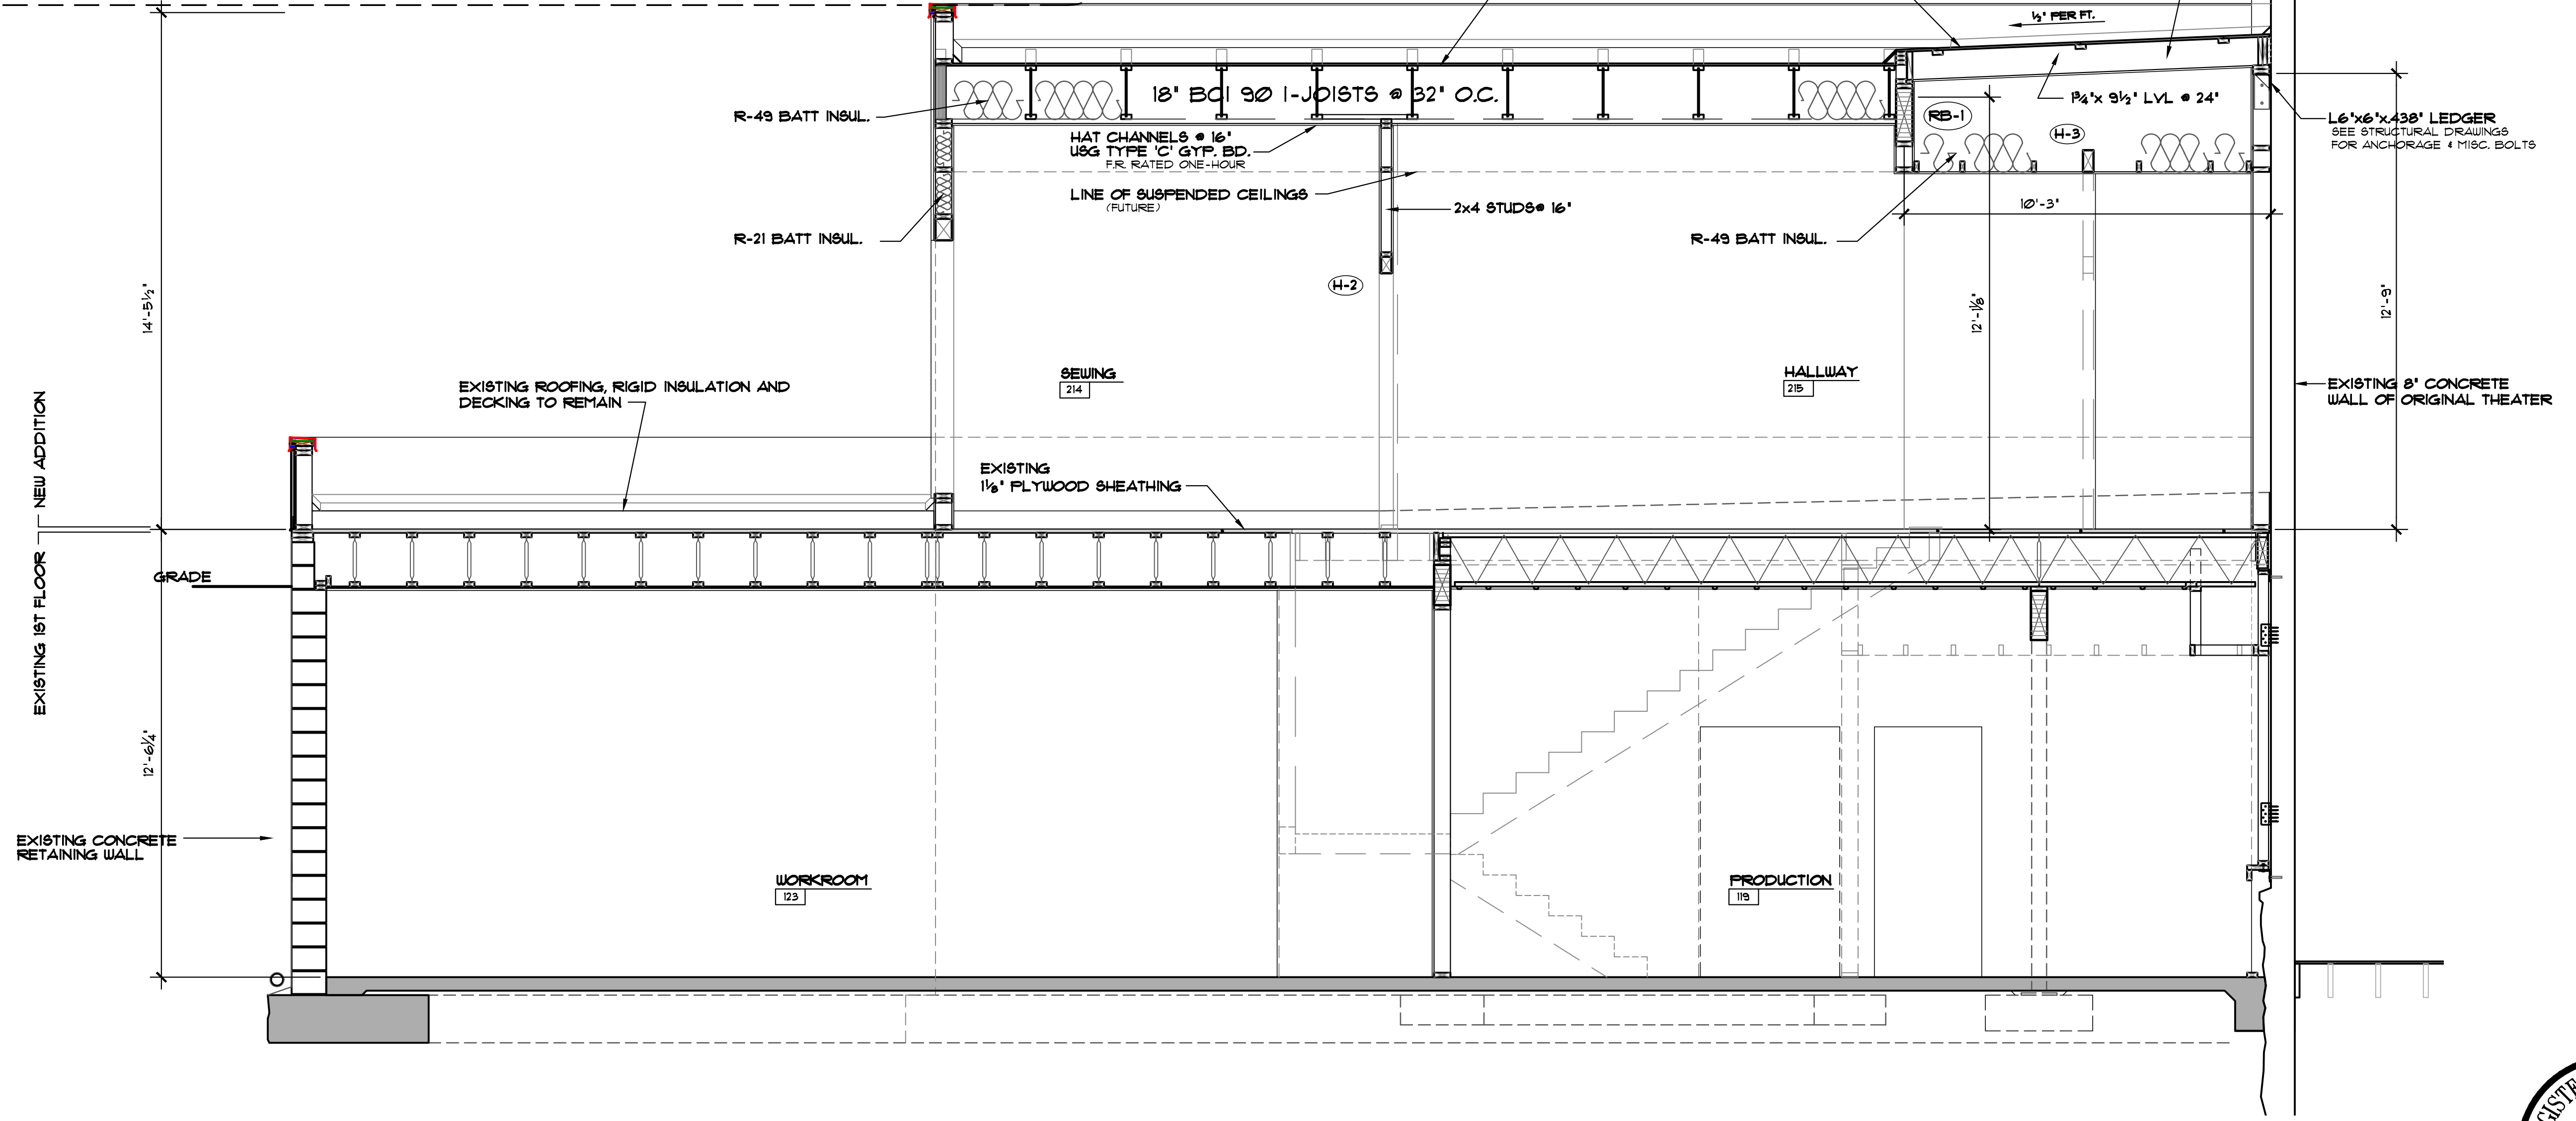 ½" PER FT.
18" BCI 90 I-JOISTS @ 32" O.C.
R-49 BATT INSUL.
HAT CHANNELS @ 16"
USG TYPE 'C' GYP. BD.
F.R. RATED ONE-HOUR
LINE OF SUSPENDED CEILINGS
(FUTURE)
R-21 BATT INSUL.
2x4 STUDS@ 16"
H-2
RB-1
H-3
1¾"x 9½" LVL @ 24"
L6"x6"x.438" LEDGER
SEE STRUCTURAL DRAWINGS
FOR ANCHORAGE & MISC. BOLTS
10'-3"
R-49 BATT INSUL.
14'-5½"
12'-1⅛"
12'-9"
SEWING
214
HALLWAY
215
EXISTING ROOFING, RIGID INSULATION AND
DECKING TO REMAIN
EXISTING 8" CONCRETE
WALL OF ORIGINAL THEATER
EXISTING
1⅛" PLYWOOD SHEATHING
NEW ADDITION
EXISTING 1ST FLOOR
GRADE
12'-6¼"
EXISTING CONCRETE
RETAINING WALL
WORKROOM
123
PRODUCTION
119